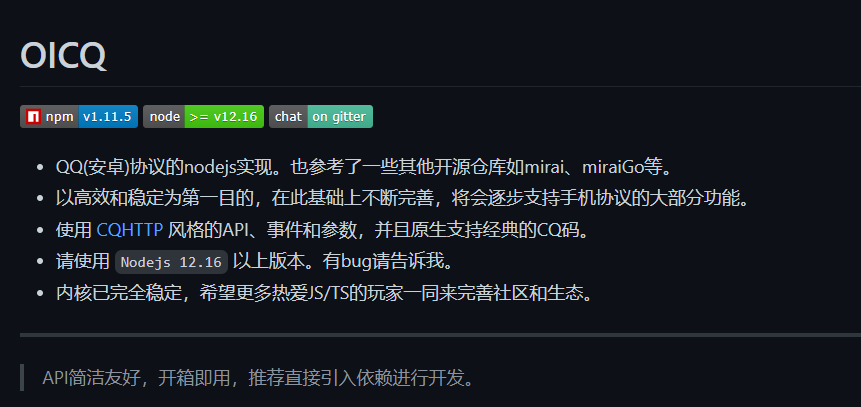 OICQ
npm v1.11.5 node >= v12.16 chat on gitter
QQ(安卓)协议的nodejs实现。也参考了一些其他开源仓库如mirai、miraiGo等。
以高效和稳定为第一目的，在此基础上不断完善，将会逐步支持手机协议的大部分功能。
使用 CQHTTP 风格的API、事件和参数，并且原生支持经典的CQ码。
请使用 Nodejs 12.16 以上版本。有bug请告诉我。
内核已完全稳定，希望更多热爱JS/TS的玩家一同来完善社区和生态。
API简洁友好，开箱即用，推荐直接引入依赖进行开发。